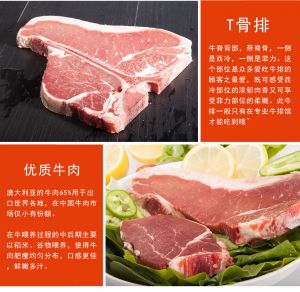 T骨排
牛脊背部，带脊骨，一侧
是西冷，一侧是菲力。这
个部位是众多爱吃牛排的
顾客之最爱，既可感受西
冷部位的浓郁肉香又可享
受菲力部位的柔嫩。此牛
排一般只有在专业牛排馆
才能吃到哦~
优质牛肉
澳大利亚的牛肉65%用于出
口世界各地，在中国牛肉市
场仅小有份额。
在牛喂养过程的中后期主要
以稻米、谷物喂养，使得牛
肉肥瘦均匀分布。口感更佳
，鲜嫩多汁。